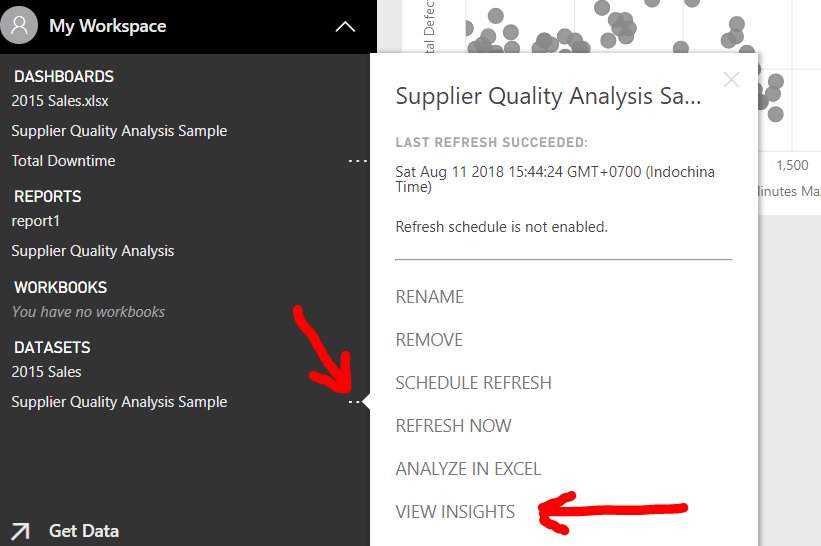 My Workspace
DASHBOARDS
2015 Sales.xlsx
Supplier Quality Analysis Sample
Total Downtime
REPORTS
report1
Supplier Quality Analysis
WORKBOOKS
You have no workbooks
DATASETS
2015 Sales
Supplier Quality Analysis Sample
Get Data
Supplier Quality Analysis Sa...
LAST REFRESH SUCCEEDED:
Sat Aug 11 2018 15:44:24 GMT+0700 (Indochina
Time)
Refresh schedule is not enabled.
RENAME
REMOVE
SCHEDULE REFRESH
REFRESH NOW
ANALYZE IN EXCEL
VIEW INSIGHTS
tal Defect
1,500
Minutes Ma